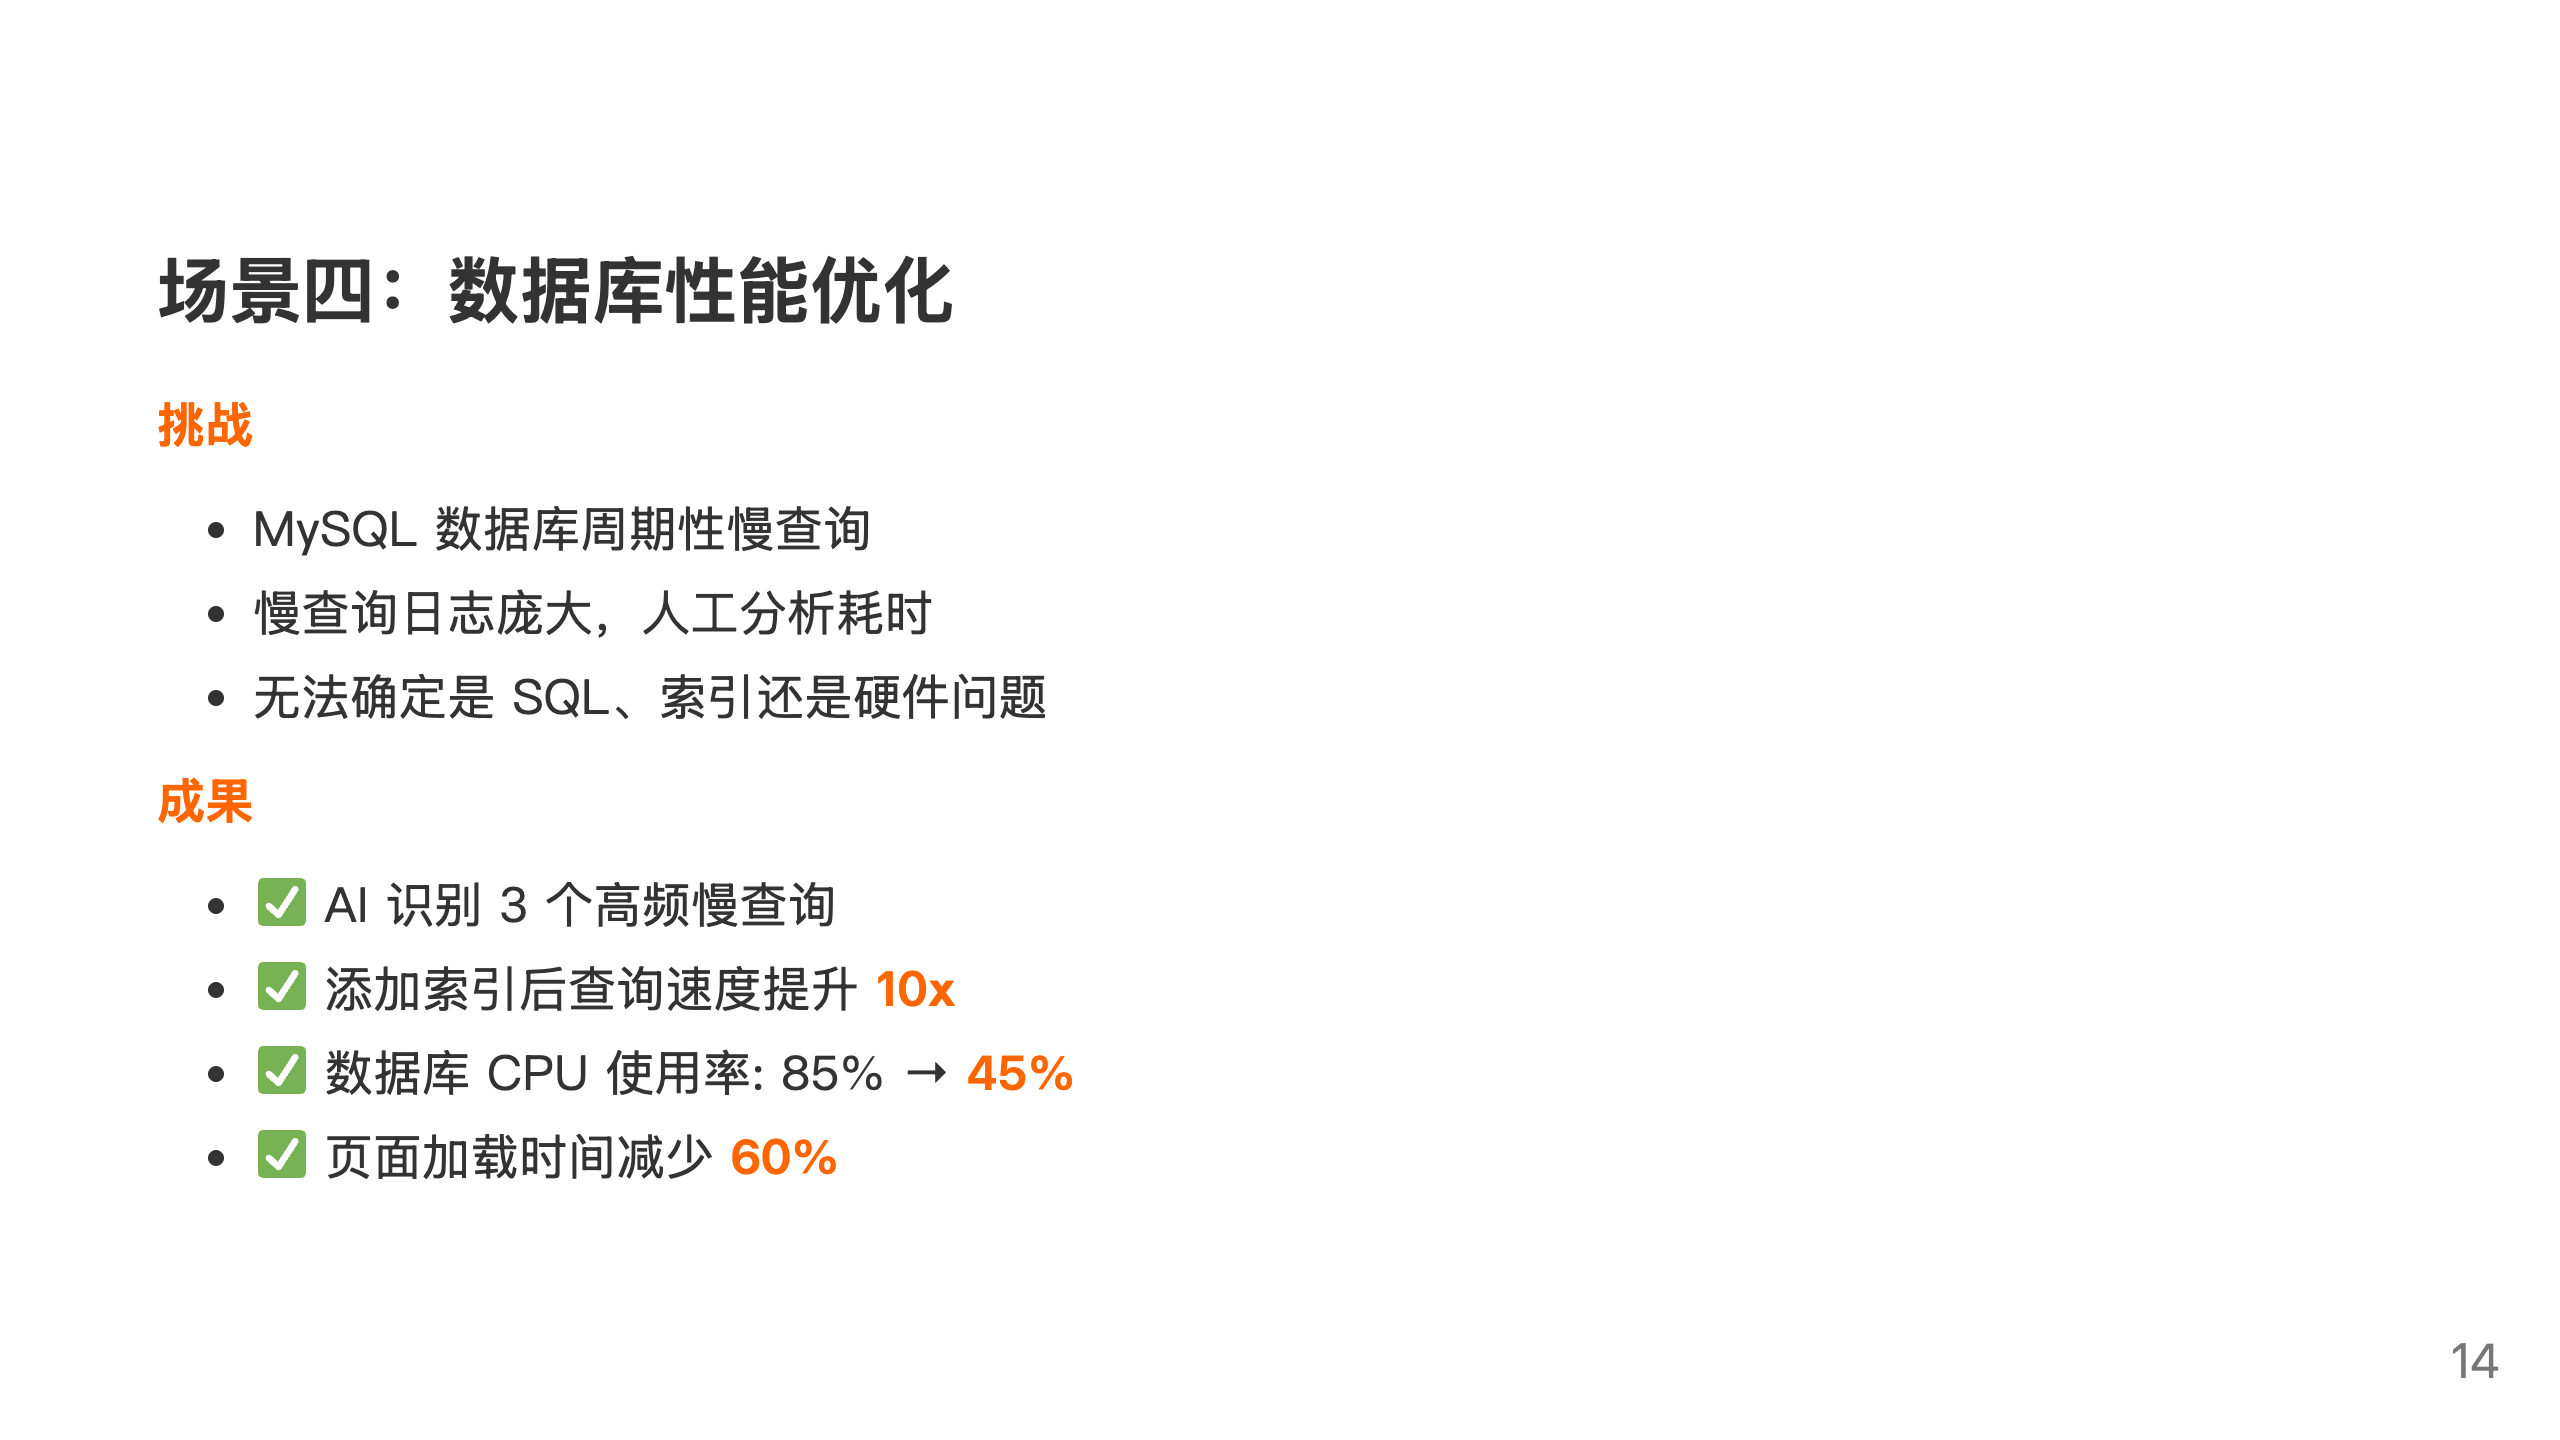 场景四：数据库性能优化
挑战
• MySQL 数据库周期性慢查询
• 慢查询日志庞大，人工分析耗时
• 无法确定是 SQL、索引还是硬件问题
成果
• ✅ AI 识别 3 个高频慢查询
• ✅ 添加索引后查询速度提升 10x
• ✅ 数据库 CPU 使用率: 85% → 45%
• ✅ 页面加载时间减少 60%
14